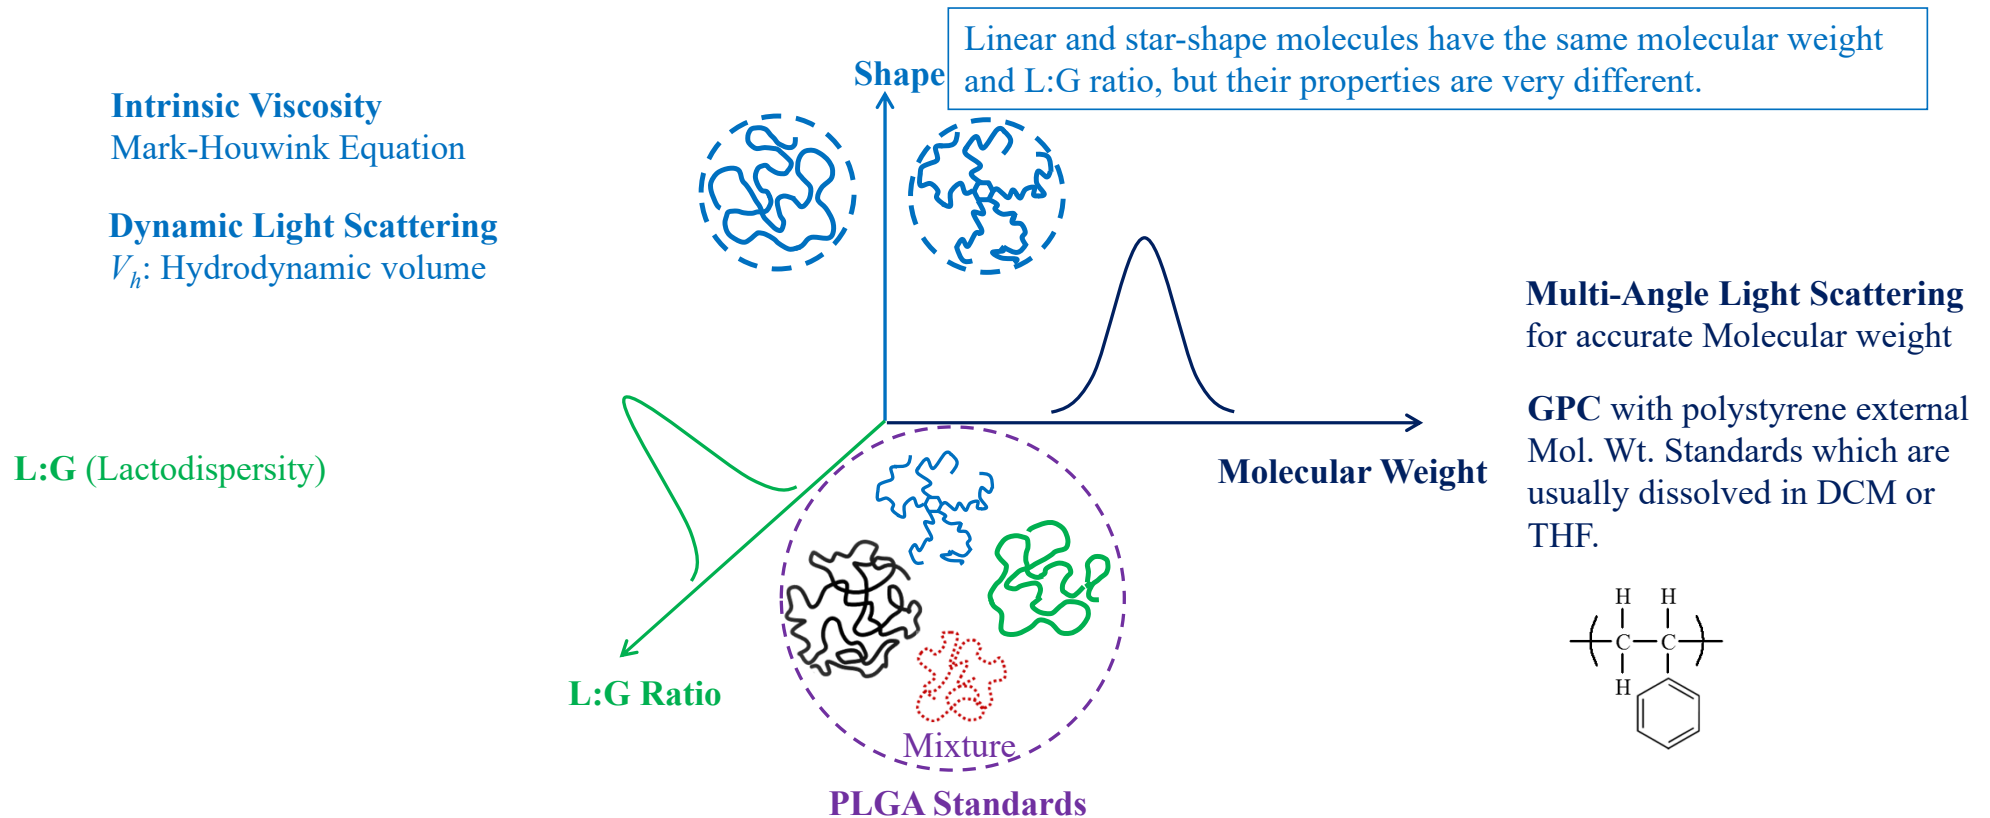 Linear and star-shape molecules have the same molecular weight
and L:G ratio, but their properties are very different.
Shape
Intrinsic Viscosity
Mark-Houwink Equation
Dynamic Light Scattering
Vh: Hydrodynamic volume
Multi-Angle Light Scattering
for accurate Molecular weight
GPC with polystyrene external
Mol. Wt. Standards which are
usually dissolved in DCM or
THF.
L:G (Lactodispersity)
Molecular Weight
H H
C C
H
L:G Ratio
Mixture
PLGA Standards